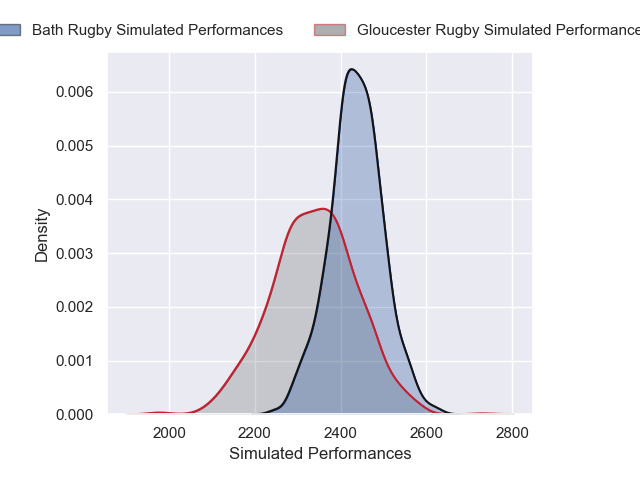 Bath Rugby Simulated Performances
Gloucester Rugby Simulated Performance
0.006
0.005
0.004
0.003
0.002
0.001
0.000
Density
2000 2200 2400 2600 2800
Simulated Performances